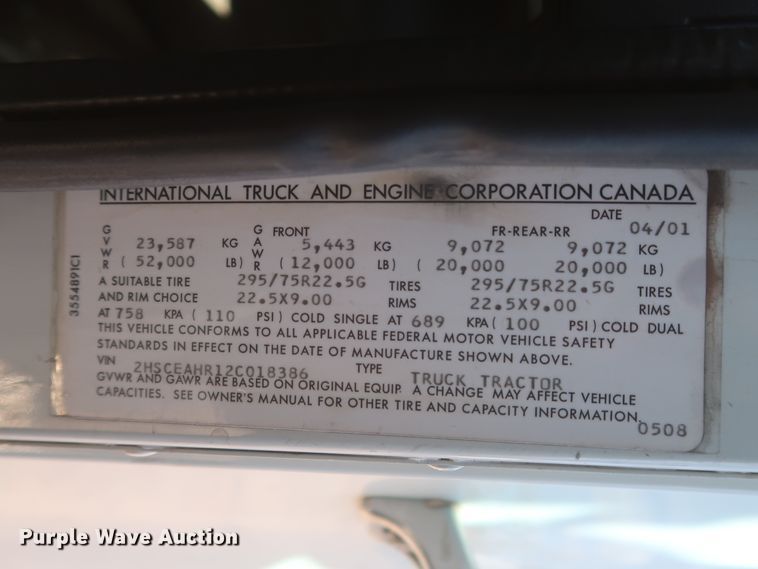 INTERNATIONAL TRUCK AND ENGINE CORPORATION CANADA
DATE 04/01
GVWR 23,587 KG GAWR FRONT 5,443 KG FR-REAR-RR 9,072 9,072 KG
( 52,000 LB) ( 12,000 LB) ( 20,000 20,000 LB)
A SUITABLE TIRE 295/75R22.5G TIRES 295/75R22.5G TIRES
AND RIM CHOICE 22.5X9.00 RIMS 22.5X9.00 RIMS
AT 758 KPA ( 110 PSI) COLD SINGLE AT 689 KPA ( 100 PSI) COLD DUAL
THIS VEHICLE CONFORMS TO ALL APPLICABLE FEDERAL MOTOR VEHICLE SAFETY
STANDARDS IN EFFECT ON THE DATE OF MANUFACTURE SHOWN ABOVE.
VIN 2HSCEAHR12C018386 TYPE TRUCK TRACTOR
GVWR AND GAWR ARE BASED ON ORIGINAL EQUIP. A CHANGE MAY AFFECT VEHICLE
CAPACITIES. SEE OWNER'S MANUAL FOR OTHER TIRE AND CAPACITY INFORMATION.
0508
3554891C1
Purple Wave Auction